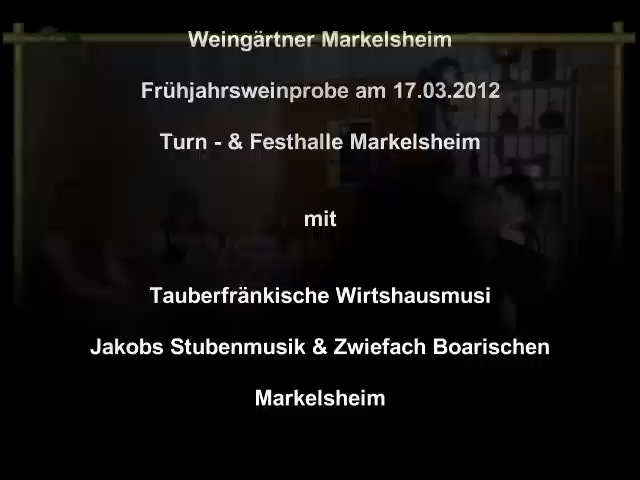 Weingärtner Markelsheim
Frühjahrsweinprobe am 17.03.2012
Turn - & Festhalle Markelsheim
mit
Tauberfränkische Wirtshausmusi
Jakobs Stubenmusik & Zwiefach Boarischen
Markelsheim